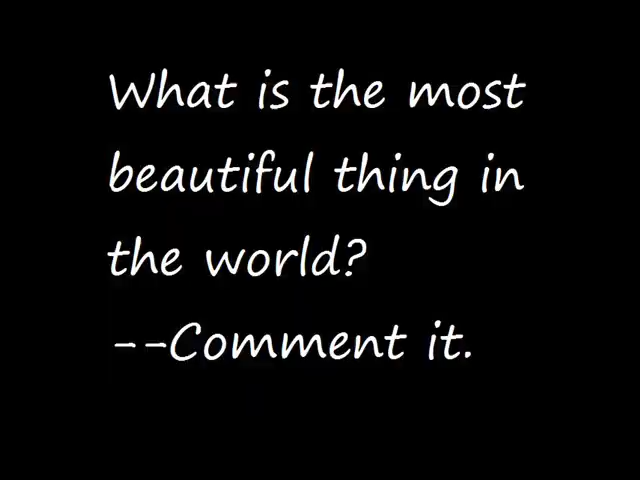 What is the most
beautiful thing in
the world?
--Comment it.